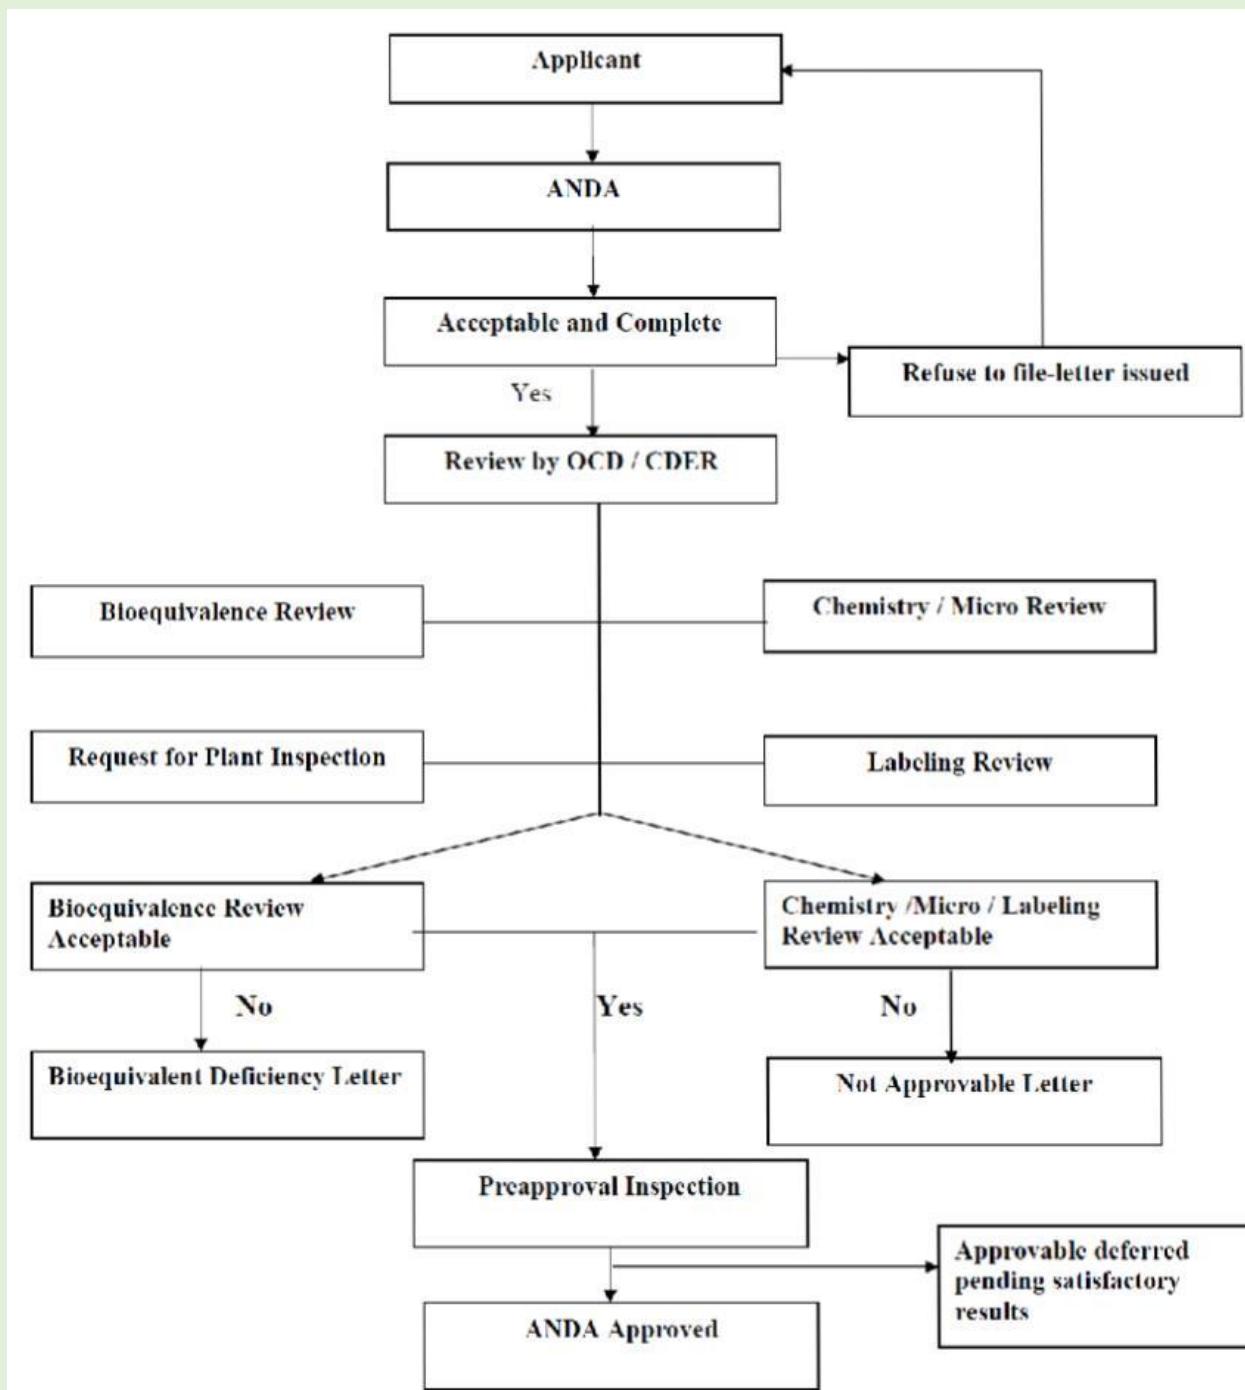 Applicant
ANDA
Acceptable and Complete
Refuse to file-letter issued
Yes
Review by OCD / CDER
Bioequivalence Review
Chemistry / Micro Review
Request for Plant Inspection
Labeling Review
Bioequivalence Review
Acceptable
Chemistry /Micro / Labeling
Review Acceptable
No
Yes
No
Bioequivalent Deficiency Letter
Not Approvable Letter
Preapproval Inspection
Approvable deferred
pending satisfactory
results
ANDA Approved